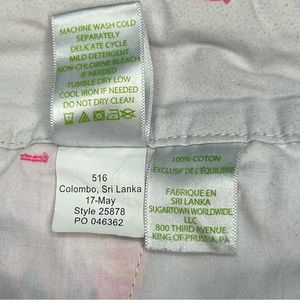 MACHINE WASH COLD
SEPARATELY
DELICATE CYCLE
MILD DETERGENT
NON-CHLORINE BLEACH
IF NEEDED
TUMBLE DRY LOW
COOL IRON IF NEEDED
DO NOT DRY CLEAN
516
Colombo, Sri Lanka
17-May
Style 25878
PO 046362
100% COTON
EXCLUSIF DE L'EQUILIBRE
FABRIQUE EN
SRI LANKA
SUGARTOWN WORLDWIDE,
LLC
800 THIRD AVENUE,
KING OF PRUSSIA, PA